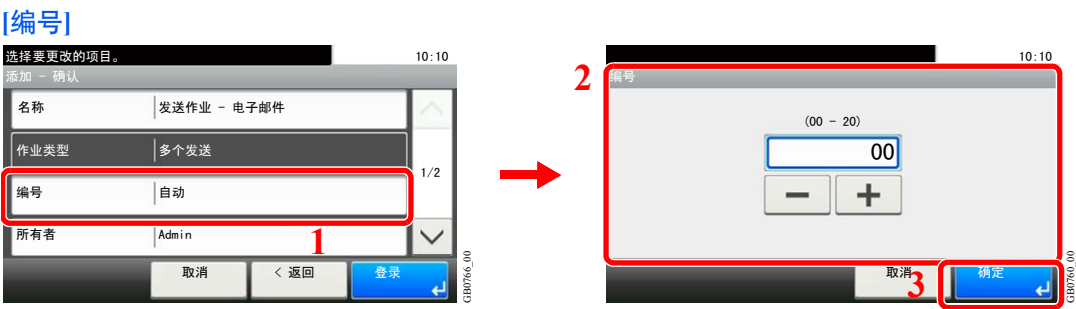 [编号]
选择要更改的项目。
10:10
添加 - 确认
名称 发送作业 - 电子邮件
作业类型 多个发送
1/2
编号 自动
所有者 Admin
1
取消 < 返回 登录
GB0766_00
10:10
2
编号
(00 - 20)
00
− +
取消 确定
3
GB0760_00